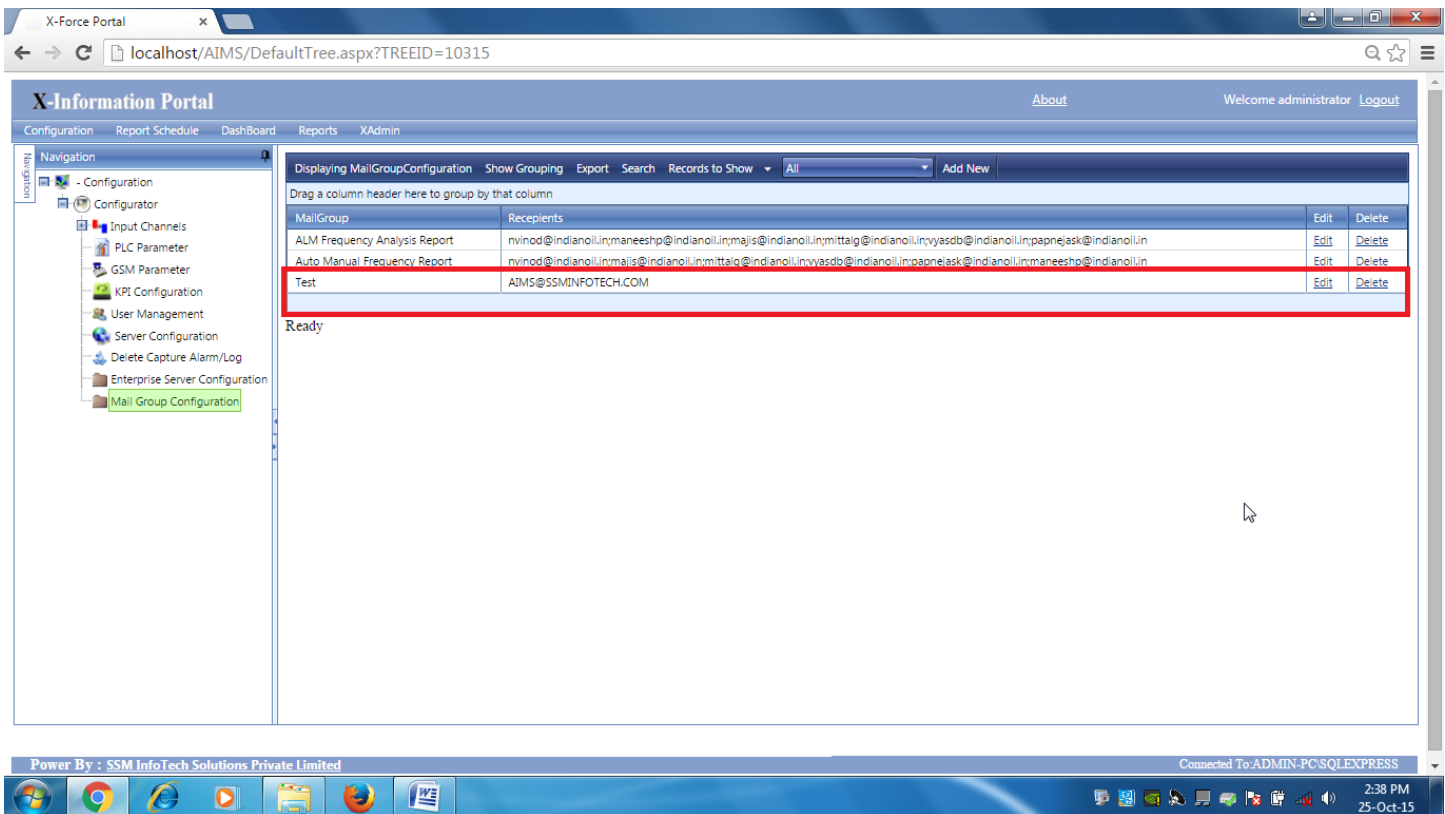 X-Force Portal
localhost/AIMS/DefaultTree.aspx?TREEID=10315
X-Information Portal
About
Welcome administrator Logout
Configuration Report Schedule DashBoard Reports XAdmin
Navigation
Navigation
- Configuration
Configurator
Input Channels
PLC Parameter
GSM Parameter
KPI Configuration
User Management
Server Configuration
Delete Capture Alarm/Log
Enterprise Server Configuration
Mail Group Configuration
Displaying MailGroupConfiguration Show Grouping Export Search Records to Show All Add New
Drag a column header here to group by that column
MailGroup Recepients Edit Delete
ALM Frequency Analysis Report nvinod@indianoil.in;maneeshp@indianoil.in;majis@indianoil.in;mittalg@indianoil.in;vyasdb@indianoil.in;papnejask@indianoil.in Edit Delete
Auto Manual Frequency Report nvinod@indianoil.in;majis@indianoil.in;mittalg@indianoil.in;vyasdb@indianoil.in;papnejask@indianoil.in;maneeshp@indianoil.in Edit Delete
Test AIMS@SSMINFOTECH.COM Edit Delete
Ready
Power By : SSM InfoTech Solutions Private Limited
Connected To:ADMIN-PC\SQLEXPRESS
2:38 PM
25-Oct-15